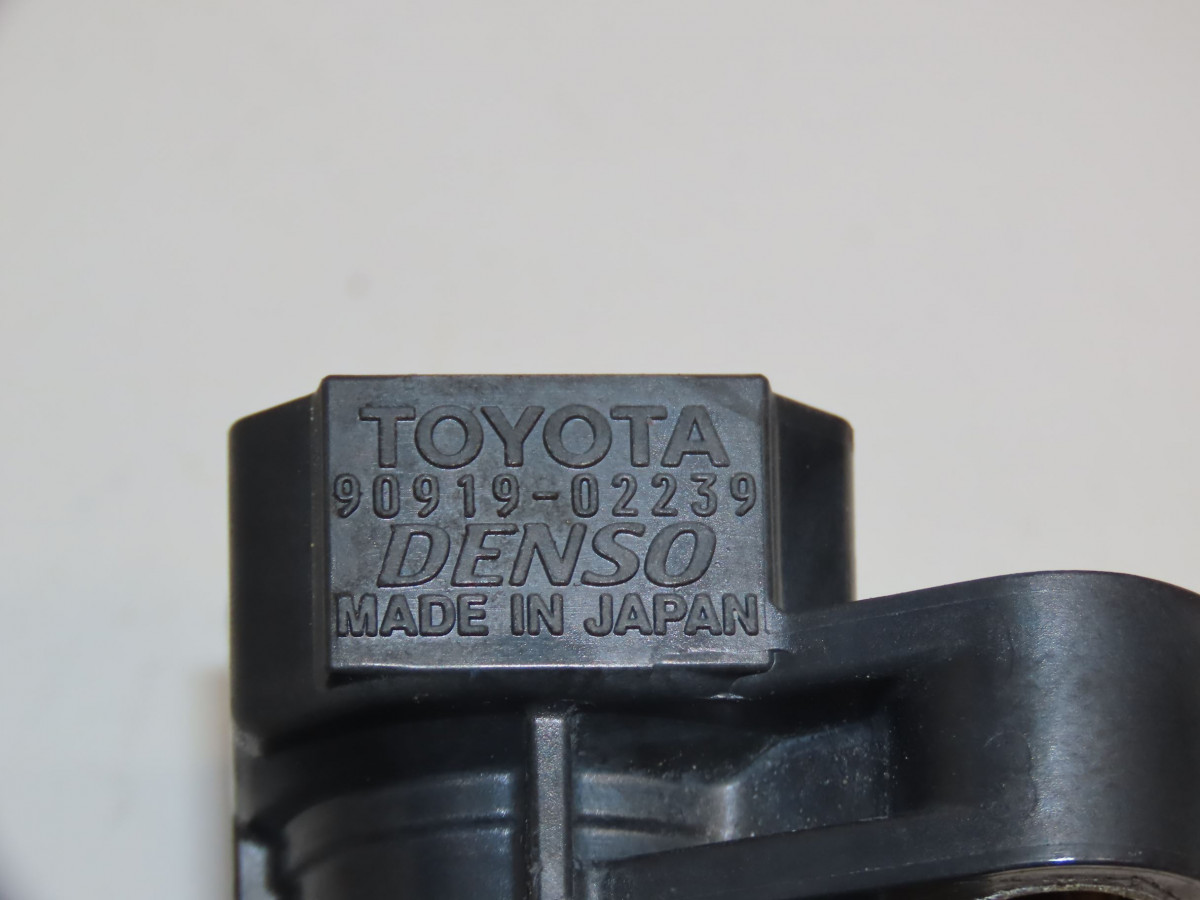 TOYOTA
90919-02239
DENSO
MADE IN JAPAN